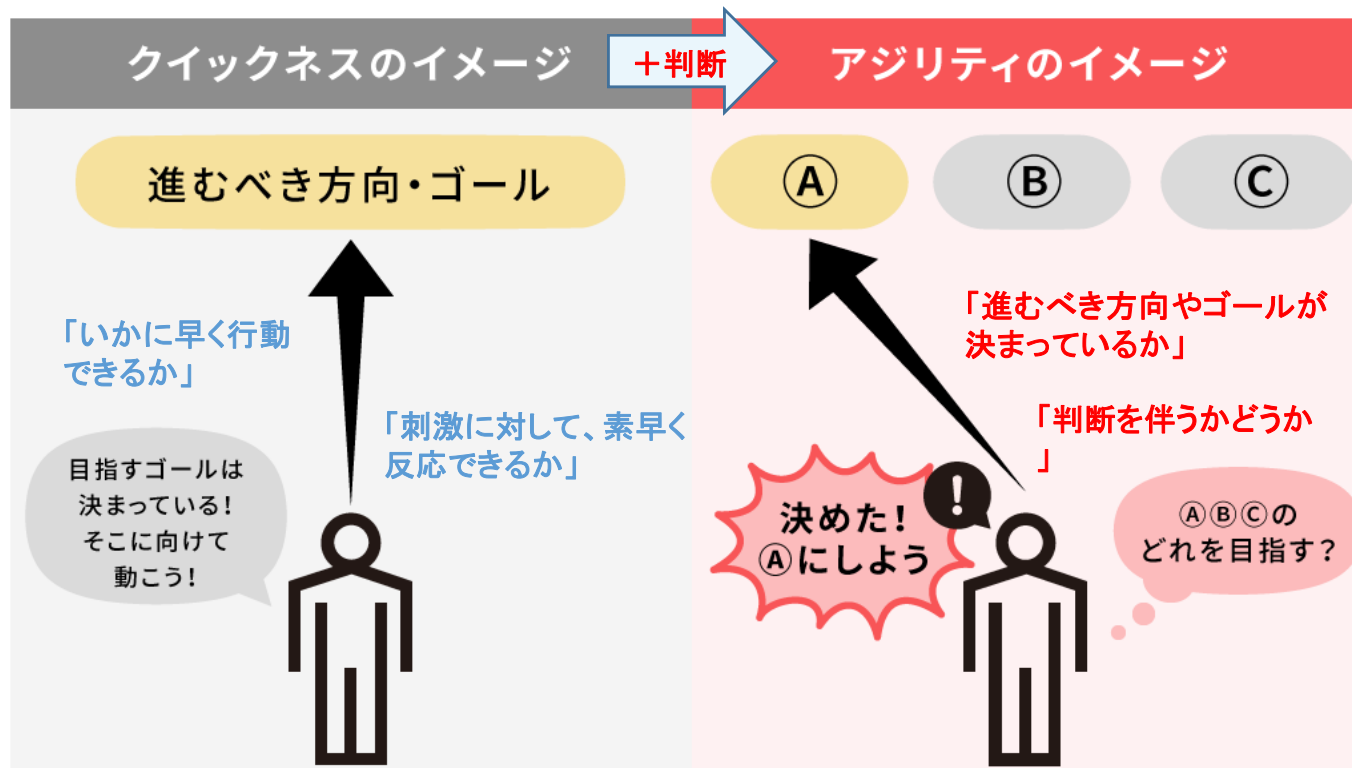 クイックネスのイメージ
＋判断
アジリティのイメージ
進むべき方向・ゴール
「いかに早く行動
できるか」
「刺激に対して、素早く
反応できるか」
目指すゴールは
決まっている！
そこに向けて
動こう！
Ⓐ
Ⓑ
Ⓒ
「進むべき方向やゴールが
決まっているか」
「判断を伴うかどうか
」
決めた！
Ⓐにしよう
!
ⒶⒷⒸの
どれを目指す？